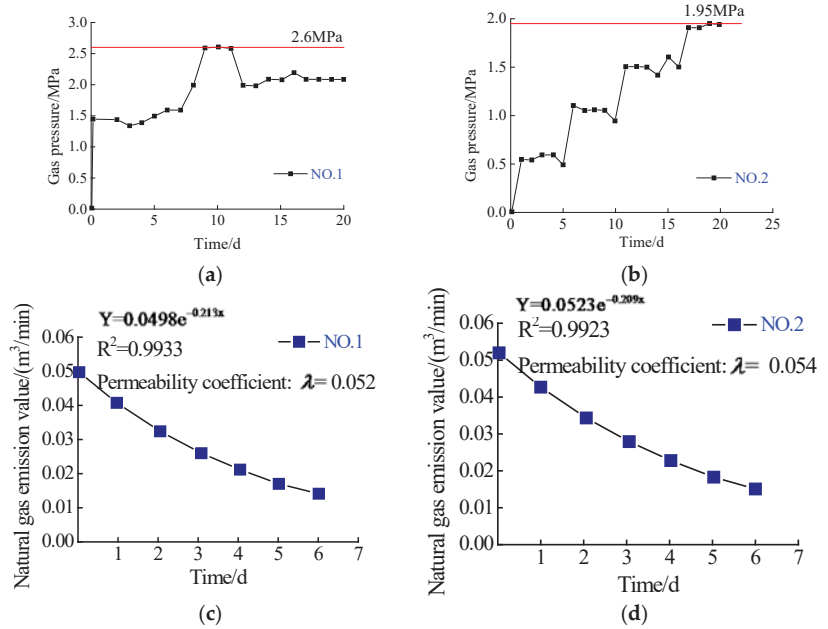 3.0
2.5
2.0
1.5
1.0
0.5
0.0
Gas pressure/MPa
2.6MPa
NO.1
0 5 10 15 20
Time/d
(a)
2.0
1.5
1.0
0.5
0.0
Gas pressure/MPa
1.95MPa
NO.2
0 5 10 15 20 25
Time/d
(b)
Natural gas emission value/(m³/min)
0.06
0.05
0.04
0.03
0.02
0.01
0.00
Y=0.0498e⁻⁰·²¹³ˣ
R²=0.9933
NO.1
Permeability coefficient: λ= 0.052
1 2 3 4 5 6 7
Time/d
(c)
Natural gas emission value/(m³/min)
0.06
0.05
0.04
0.03
0.02
0.01
0.00
Y=0.0523e⁻⁰·²⁰⁹ˣ
R²=0.9923
NO.2
Permeability coefficient: λ= 0.054
1 2 3 4 5 6 7
Time/d
(d)